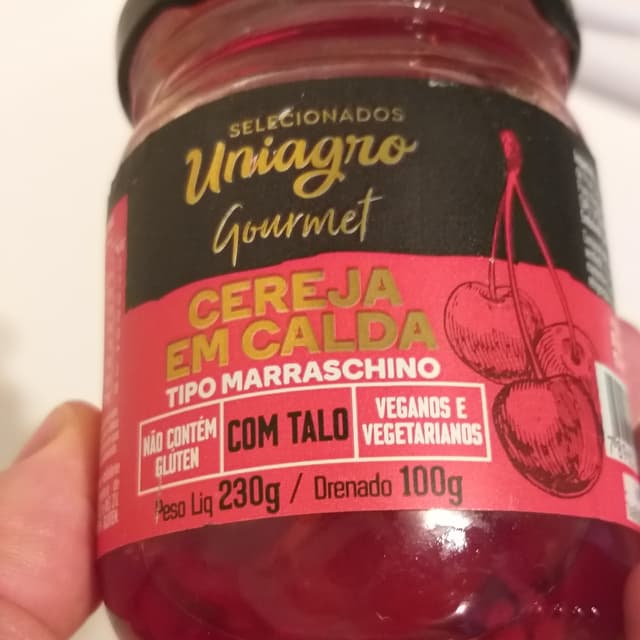 SELECIONADOS
Uniagro
Gourmet
CEREJA
EM CALDA
TIPO MARRASCHINO
NÃO CONTÉM
GLÚTEN
COM TALO
VEGANOS E
VEGETARIANOS
Peso Liq 230g / Drenado 100g